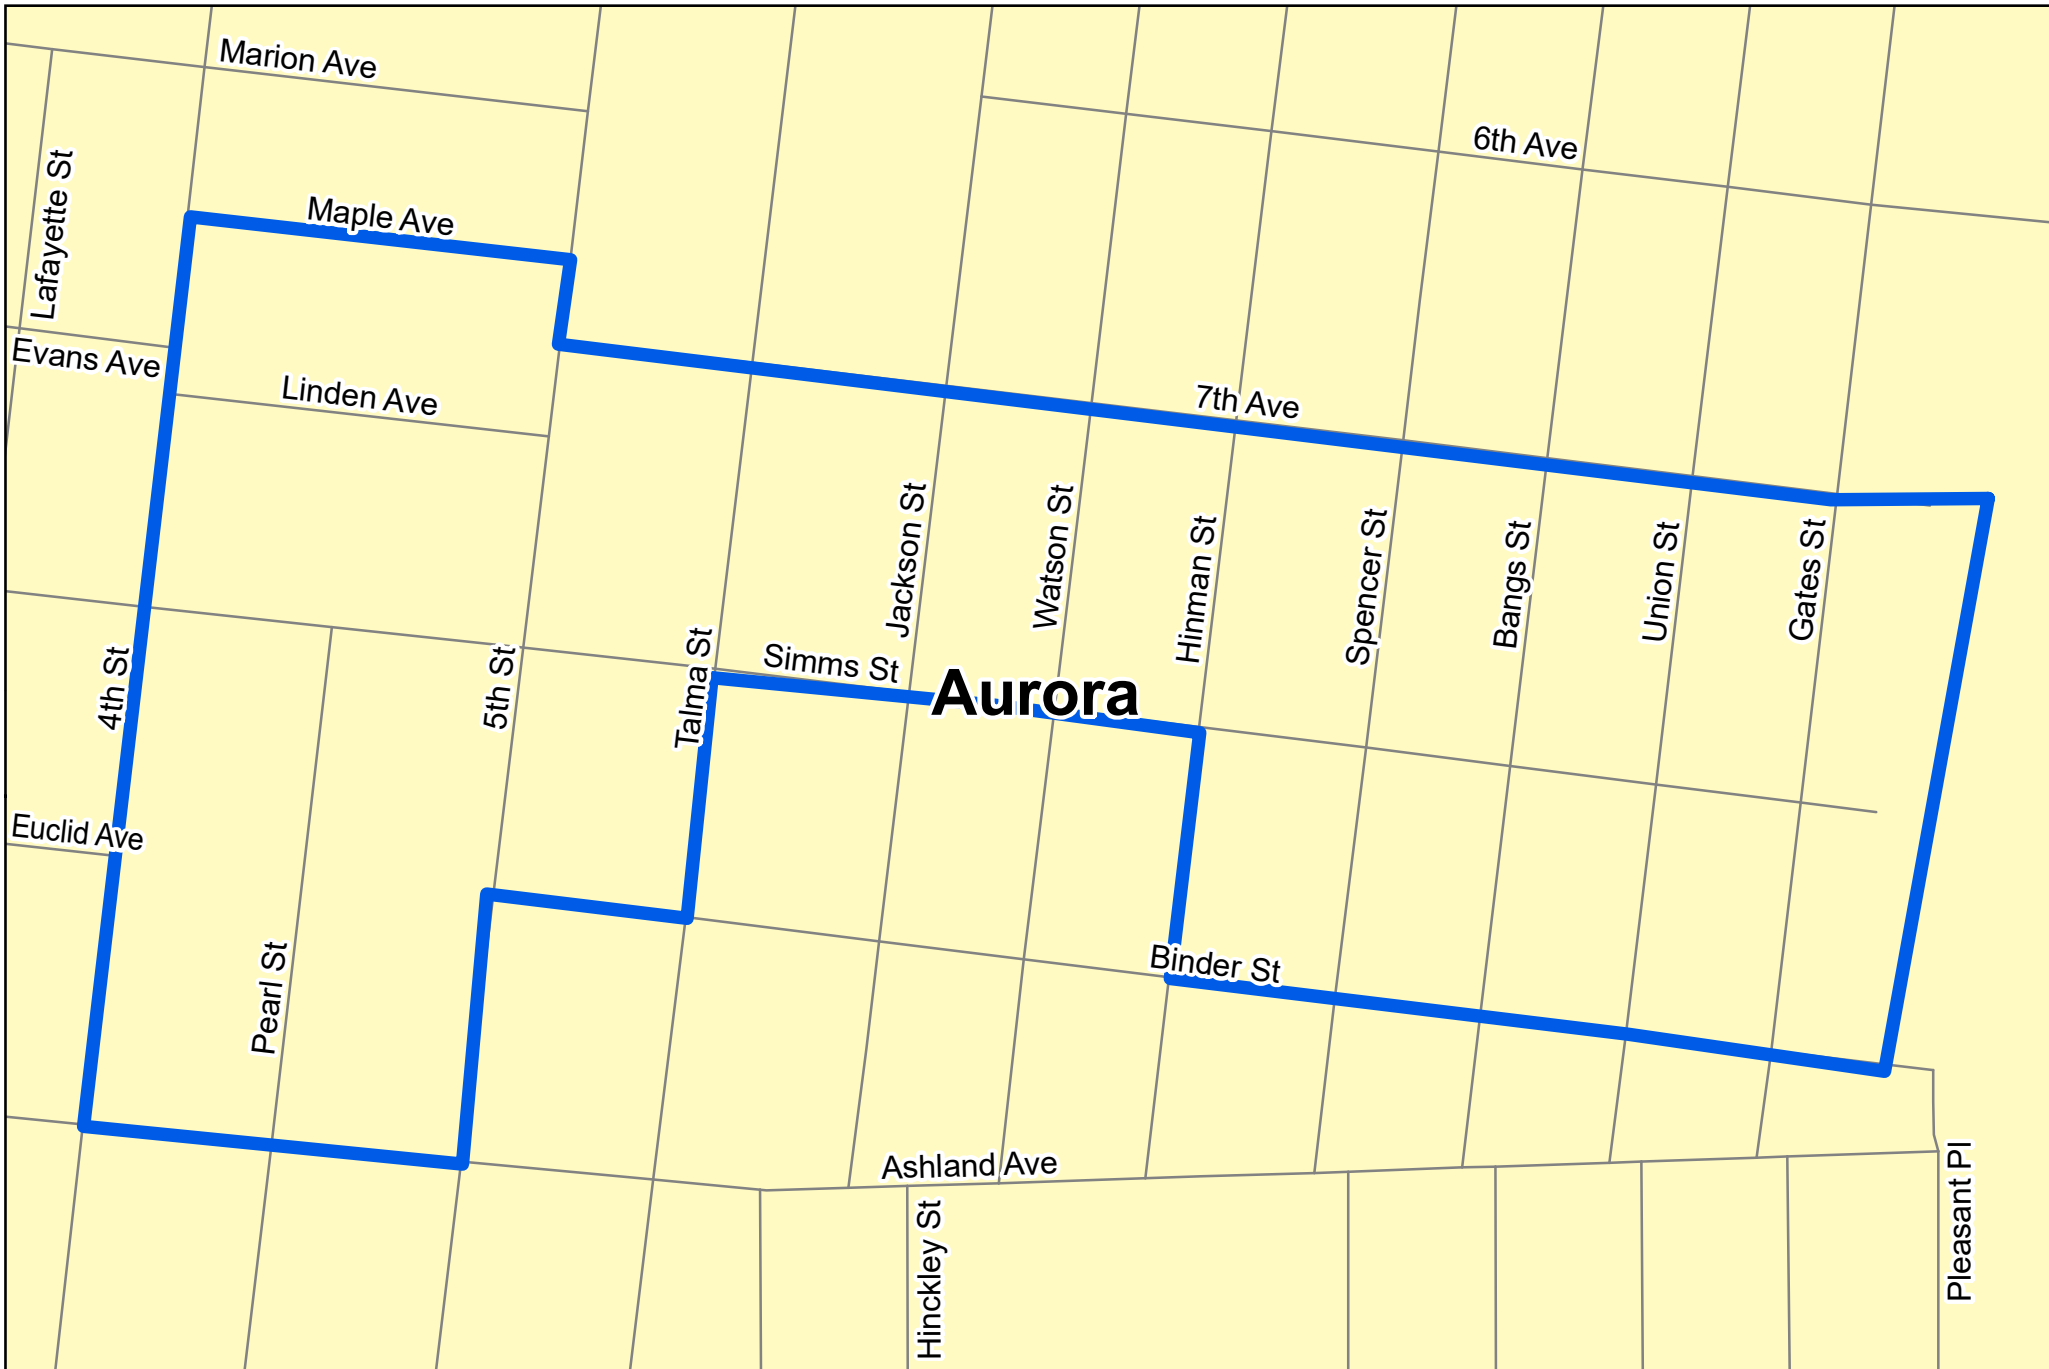 Marion Ave
6th Ave
Lafayette St
Maple Ave
Evans Ave
Linden Ave
7th Ave
Jackson St
Watson St
Hinman St
Spencer St
Bangs St
Union St
Gates St
4th St
5th St
Talma St
Simms St
Aurora
Euclid Ave
Pearl St
Binder St
Ashland Ave
Hinckley St
Pleasant Pl